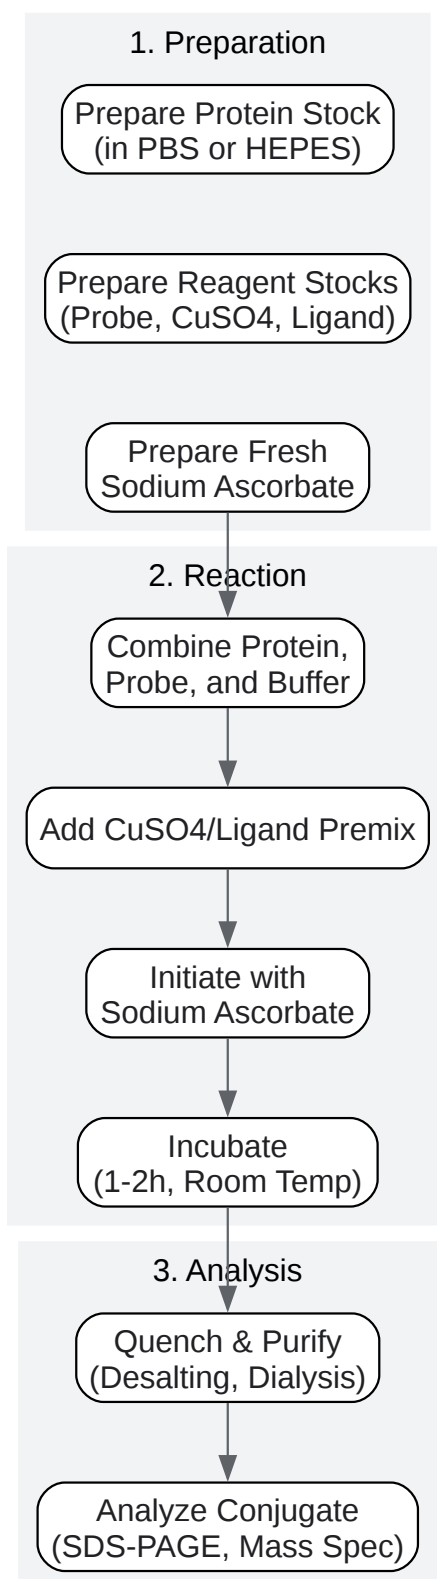 1. Preparation
Prepare Protein Stock
(in PBS or HEPES)
Prepare Reagent Stocks
(Probe, CuSO4, Ligand)
Prepare Fresh
Sodium Ascorbate
2. Reaction
Combine Protein,
Probe, and Buffer
Add CuSO4/Ligand Premix
Initiate with
Sodium Ascorbate
Incubate
(1-2h, Room Temp)
3. Analysis
Quench & Purify
(Desalting, Dialysis)
Analyze Conjugate
(SDS-PAGE, Mass Spec)